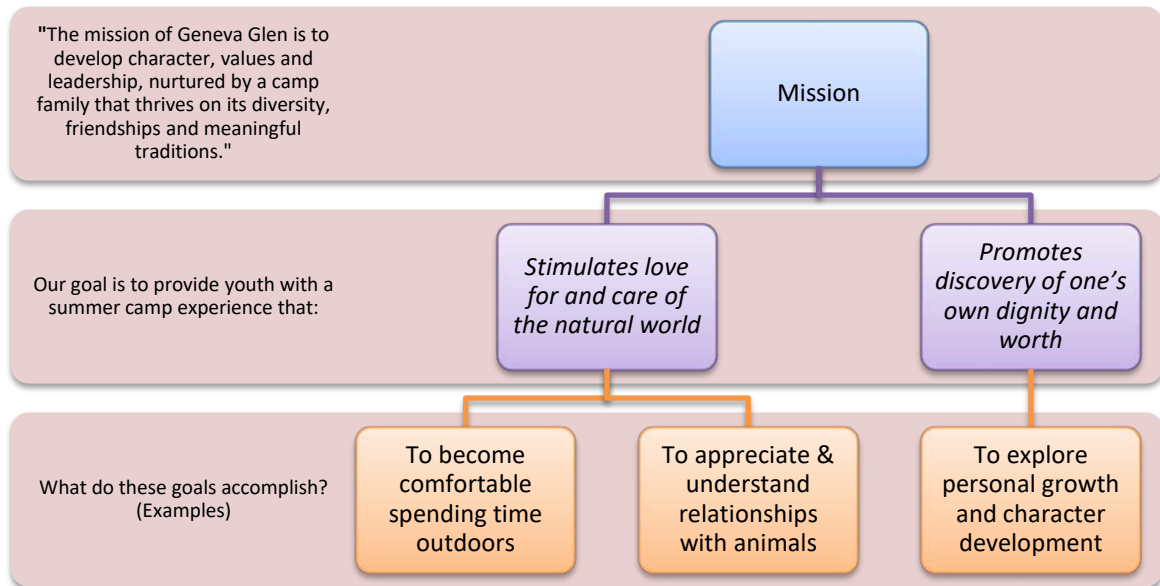 "The mission of Geneva Glen is to
develop character, values and
leadership, nurtured by a camp
family that thrives on its diversity,
friendships and meaningful
traditions."
Mission
Our goal is to provide youth with a
summer camp experience that:
Stimulates love
for and care of
the natural world
Promotes
discovery of one’s
own dignity and
worth
What do these goals accomplish?
(Examples)
To become
comfortable
spending time
outdoors
To appreciate &
understand
relationships
with animals
To explore
personal growth
and character
development